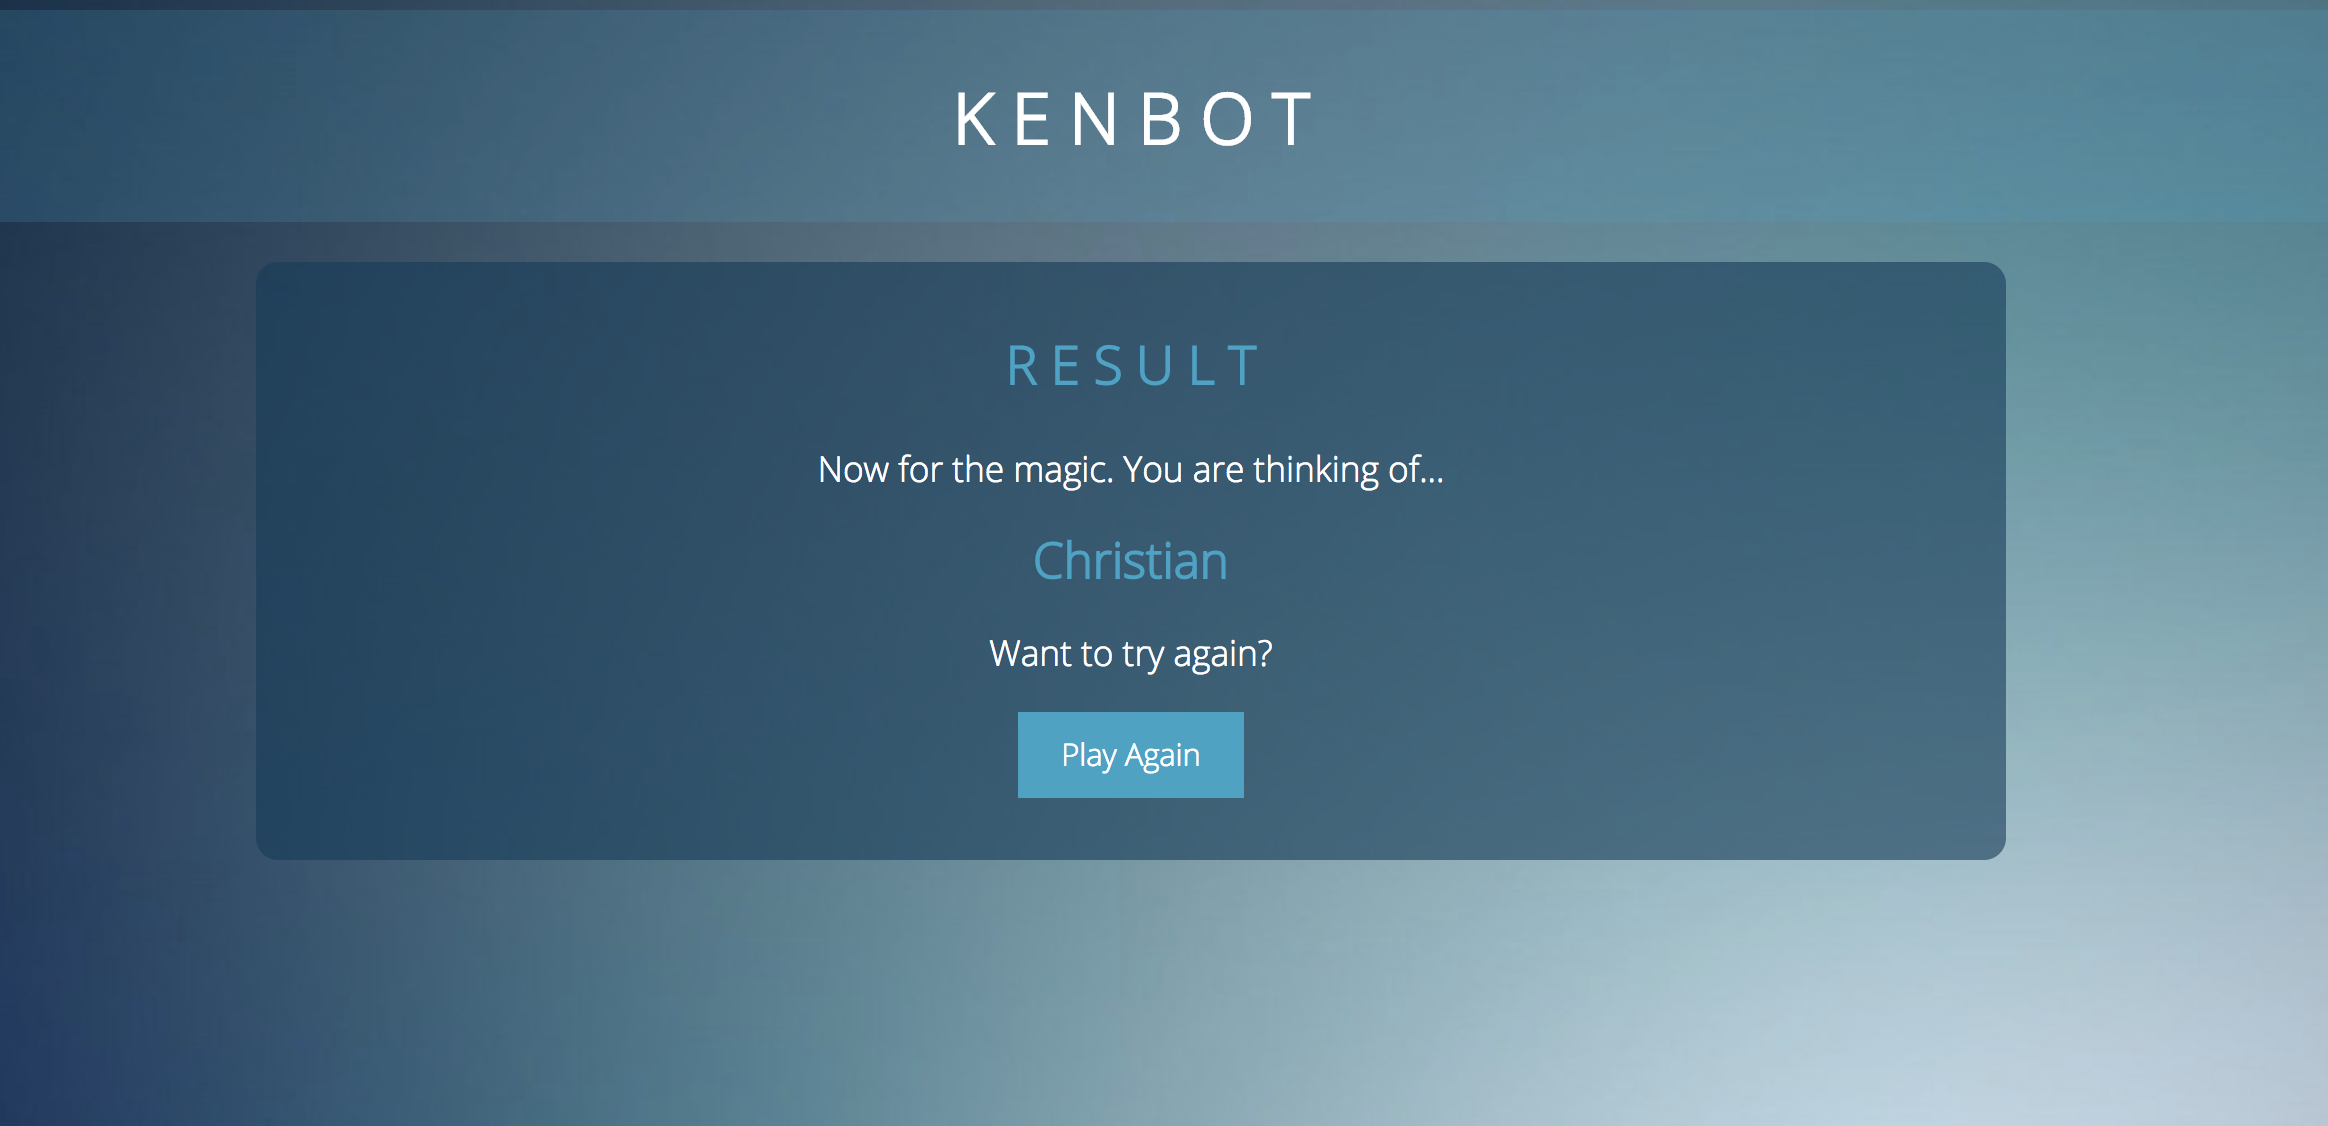 KENBOT
RESULT
Now for the magic. You are thinking of...
Christian
Want to try again?
Play Again